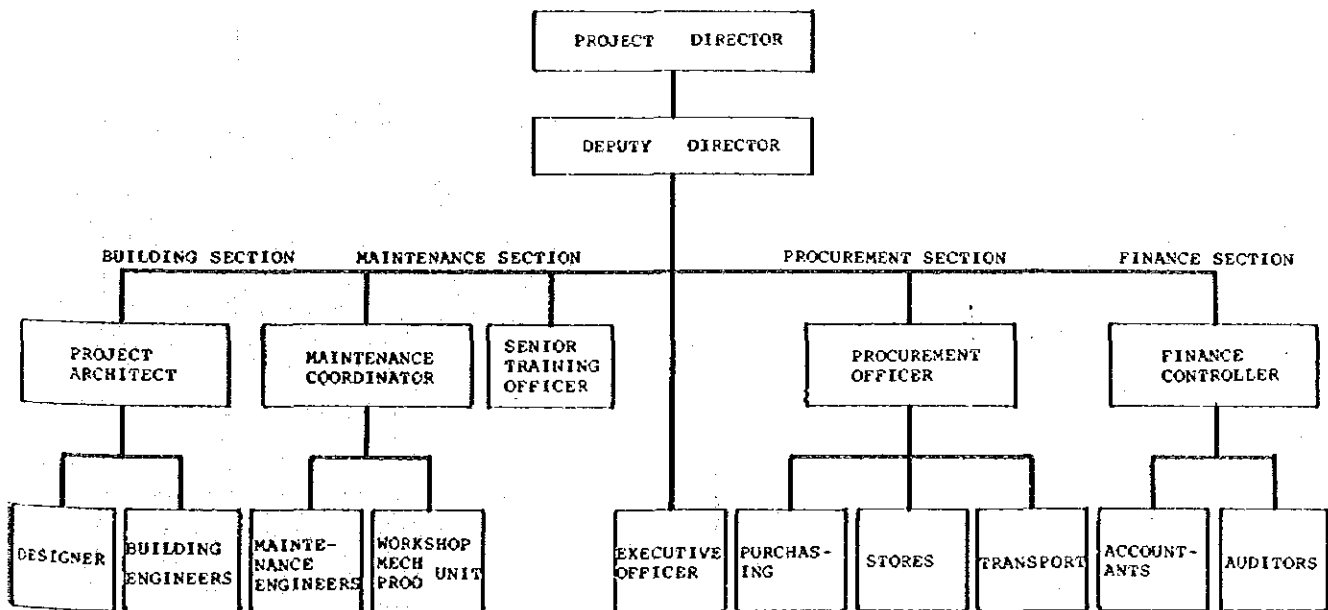 PROJECT DIRECTOR
DEPUTY DIRECTOR
BUILDING SECTION
MAINTENANCE SECTION
PROCUREMENT SECTION
FINANCE SECTION
PROJECT
ARCHITECT
MAINTENANCE
COORDINATOR
SENIOR
TRAINING
OFFICER
PROCUREMENT
OFFICER
FINANCE
CONTROLLER
DESIGNER
BUILDING
ENGINEERS
MAINTE-
NANCE
ENGINEERS
WORKSHOP
MECH UNIT
PROD
EXECUTIVE
OFFICER
PURCHAS-
ING
STORES
TRANSPORT
ACCOUNT-
ANTS
AUDITORS